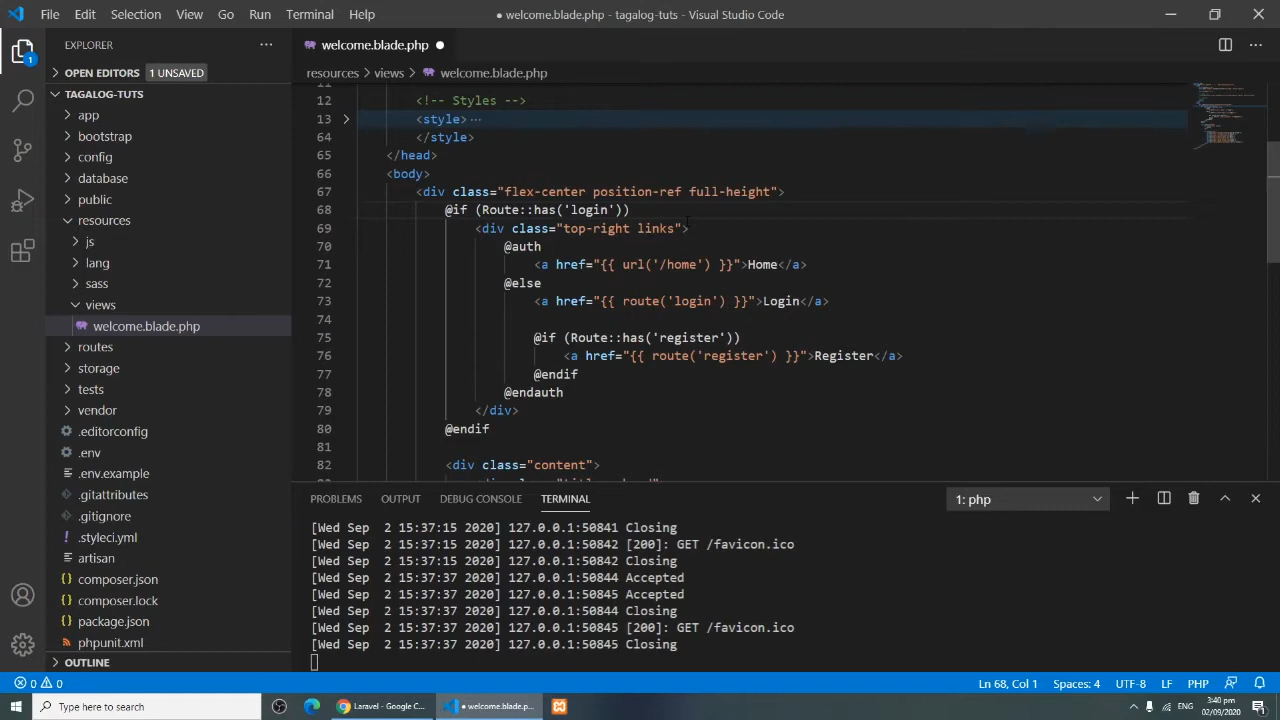 File Edit Selection View Go Run Terminal Help
● welcome.blade.php - tagalog-tuts - Visual Studio Code
EXPLORER
OPEN EDITORS 1 UNSAVED
TAGALOG-TUTS
app
bootstrap
config
database
public
resources
js
lang
sass
views
welcome.blade.php
routes
storage
tests
vendor
.editorconfig
.env
.env.example
.gitattributes
.gitignore
.styleci.yml
artisan
composer.json
composer.lock
package.json
phpunit.xml
OUTLINE
1
welcome.blade.php ●
resources > views > welcome.blade.php
12 <!-- Styles -->
13 <style> ···
64 </style>
65 </head>
66 <body>
67 <div class="flex-center position-ref full-height">
68 @if (Route::has('login'))
69 <div class="top-right links">
70 @auth
71 <a href="{{ url('/home') }}">Home</a>
72 @else
73 <a href="{{ route('login') }}">Login</a>
74
75 @if (Route::has('register'))
76 <a href="{{ route('register') }}">Register</a>
77 @endif
78 @endauth
79 </div>
80 @endif
81
82 <div class="content">
PROBLEMS OUTPUT DEBUG CONSOLE TERMINAL 1: php
[Wed Sep  2 15:37:15 2020] 127.0.0.1:50841 Closing
[Wed Sep  2 15:37:15 2020] 127.0.0.1:50842 [200]: GET /favicon.ico
[Wed Sep  2 15:37:15 2020] 127.0.0.1:50842 Closing
[Wed Sep  2 15:37:37 2020] 127.0.0.1:50844 Accepted
[Wed Sep  2 15:37:37 2020] 127.0.0.1:50845 Accepted
[Wed Sep  2 15:37:37 2020] 127.0.0.1:50844 Closing
[Wed Sep  2 15:37:37 2020] 127.0.0.1:50845 [200]: GET /favicon.ico
[Wed Sep  2 15:37:37 2020] 127.0.0.1:50845 Closing
0 0 Ln 68, Col 1 Spaces: 4 UTF-8 LF PHP
Type here to search Laravel - Google C... ● welcome.blade.p... ENG 3:40 pm
02/09/2020 1